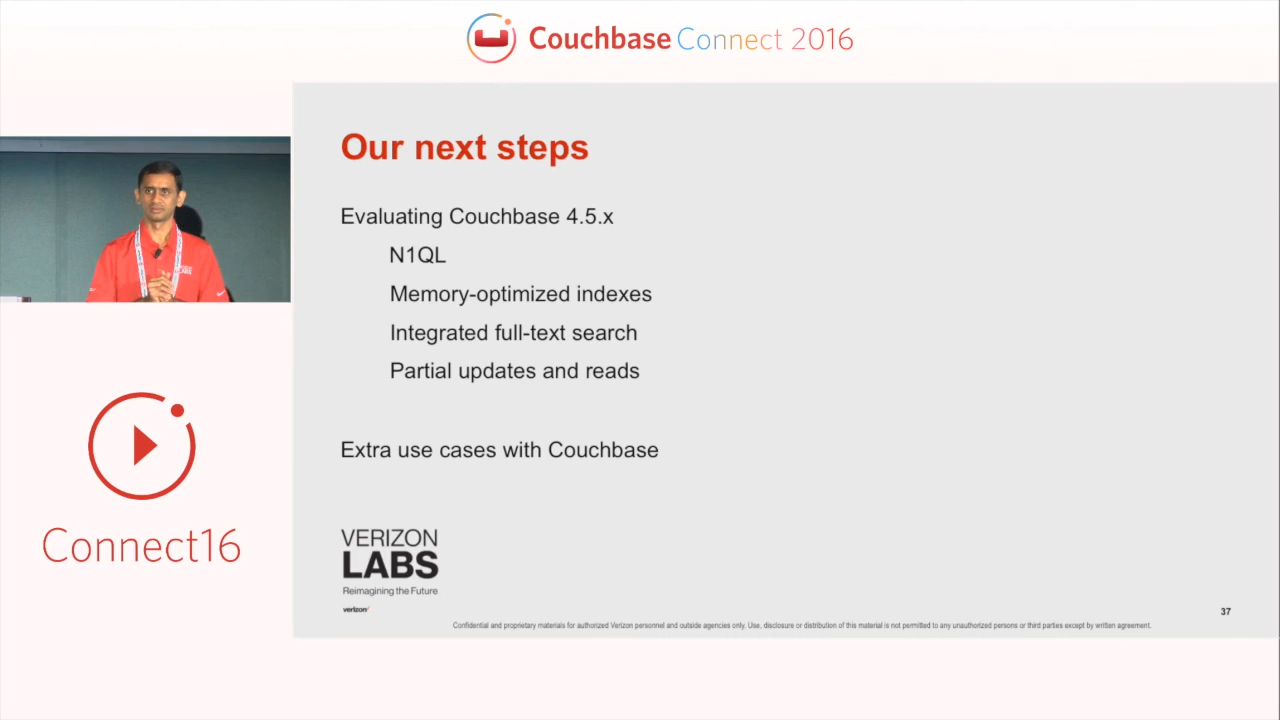 Couchbase Connect 2016
Our next steps
Evaluating Couchbase 4.5.x
N1QL
Memory-optimized indexes
Integrated full-text search
Partial updates and reads
Extra use cases with Couchbase
LABS
Connect16
VERIZON
LABS
Reimagining the Future
verizon
37
Confidential and proprietary materials for authorized Verizon personnel and outside agencies only. Use, disclosure or distribution of this material is not permitted to any unauthorized persons or third parties except by written agreement.